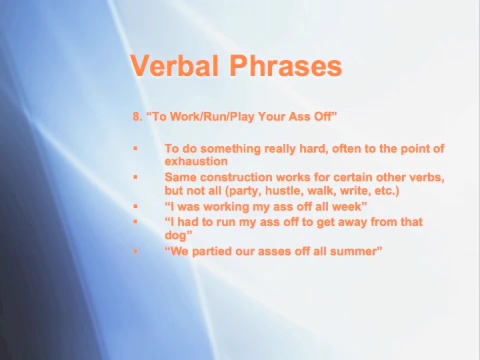 Verbal Phrases
8. “To Work/Run/Play Your Ass Off”
▪ To do something really hard, often to the point of
exhaustion
▪ Same construction works for certain other verbs,
but not all (party, hustle, walk, write, etc.)
▪ “I was working my ass off all week”
▪ “I had to run my ass off to get away from that
dog”
▪ “We partied our asses off all summer”